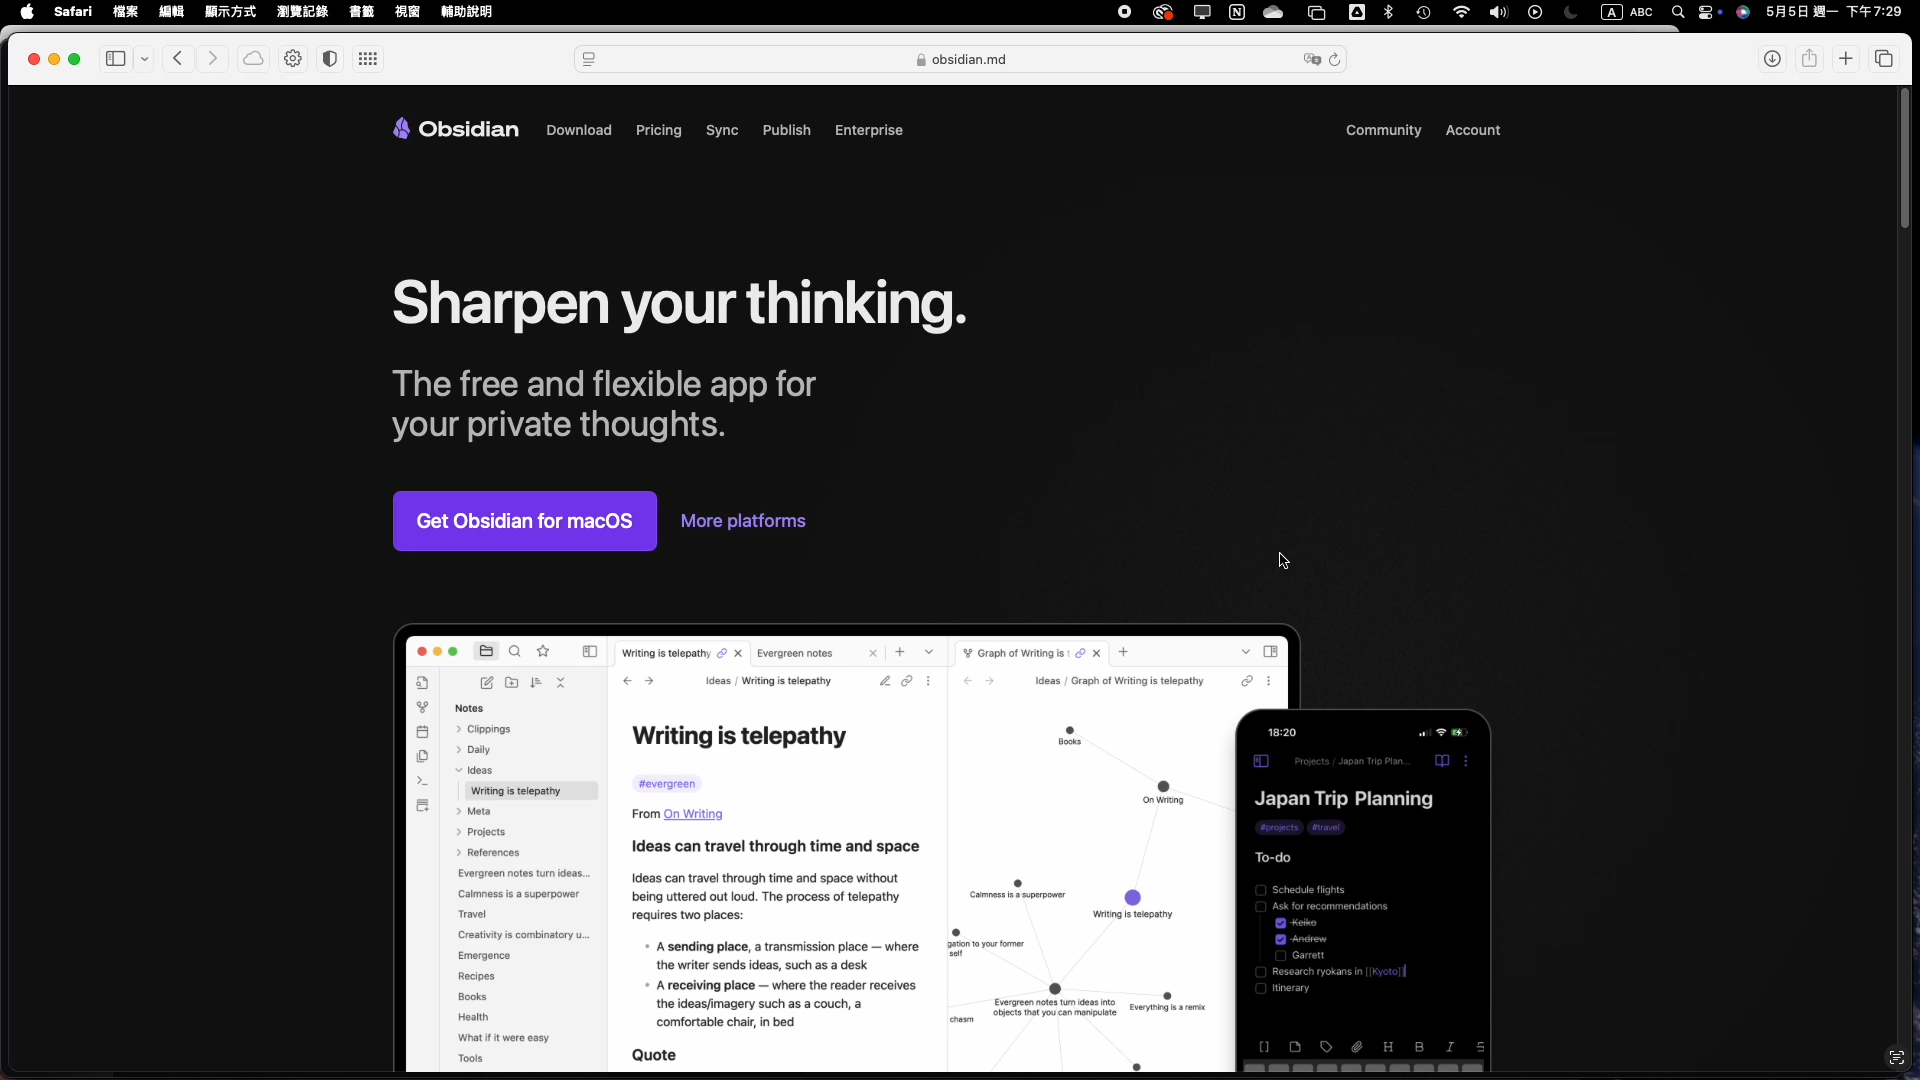 Safari 檔案 編輯 顯示方式 瀏覽記錄 書籤 視窗 輔助說明
A ABC 5月5日 週一 下午7:29
obsidian.md
Obsidian Download Pricing Sync Publish Enterprise Community Account
Sharpen your thinking.
The free and flexible app for
your private thoughts.
Get Obsidian for macOS More platforms
Writing is telepathy Evergreen notes Graph of Writing is t
Ideas / Writing is telepathy Ideas / Graph of Writing is telepathy
Notes
Clippings
Daily
Ideas
Writing is telepathy
Meta
Projects
References
Evergreen notes turn ideas...
Calmness is a superpower
Travel
Creativity is combinatory u...
Emergence
Recipes
Books
Health
What if it were easy
Tools
Writing is telepathy
#evergreen
From On Writing
Ideas can travel through time and space
Ideas can travel through time and space without
being uttered out loud. The process of telepathy
requires two places:
• A sending place, a transmission place — where
the writer sends ideas, such as a desk
• A receiving place — where the reader receives
the ideas/imagery such as a couch, a
comfortable chair, in bed
Quote
Books
On Writing
Calmness is a superpower
Writing is telepathy
gation to your former
self
Evergreen notes turn ideas into
objects that you can manipulate
Everything is a remix
chasm
18:20
Projects / Japan Trip Plan...
Japan Trip Planning
#projects #travel
To-do
Schedule flights
Ask for recommendations
Keiko
Andrew
Garrett
Research ryokans in [[Kyoto]]
Itinerary
[] H B I S